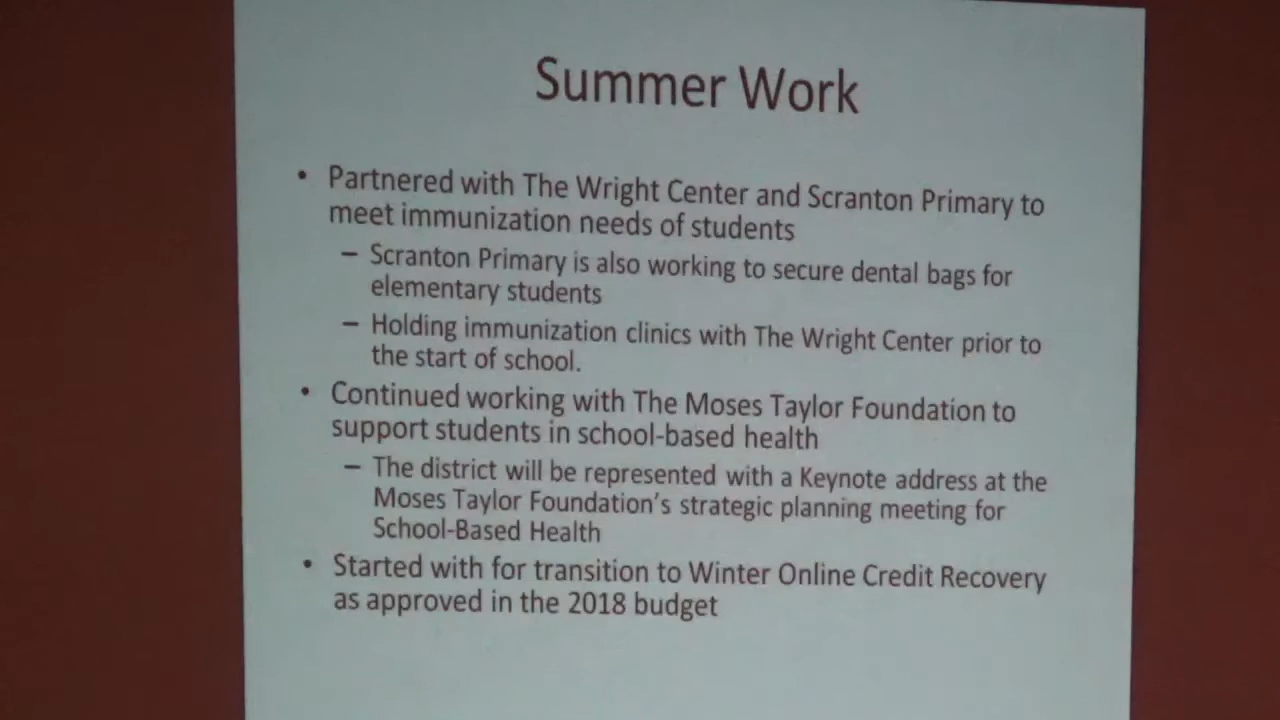 Summer Work
• Partnered with The Wright Center and Scranton Primary to
meet immunization needs of students
– Scranton Primary is also working to secure dental bags for
elementary students
– Holding immunization clinics with The Wright Center prior to
the start of school.
• Continued working with The Moses Taylor Foundation to
support students in school-based health
– The district will be represented with a Keynote address at the
Moses Taylor Foundation's strategic planning meeting for
School-Based Health
• Started with for transition to Winter Online Credit Recovery
as approved in the 2018 budget